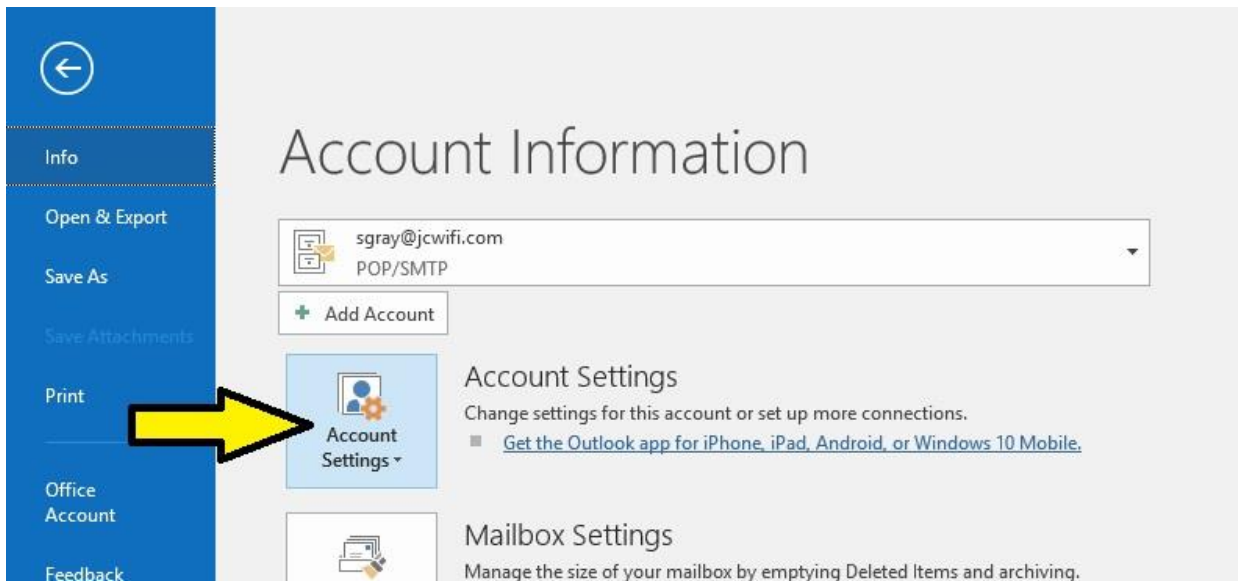 Info
Open & Export
Save As
Save Attachments
Print
Office
Account
Feedback
Account Information
sgray@jcwifi.com
POP/SMTP
Add Account
Account
Settings
Account Settings
Change settings for this account or set up more connections.
Get the Outlook app for iPhone, iPad, Android, or Windows 10 Mobile.
Mailbox Settings
Manage the size of your mailbox by emptying Deleted Items and archiving.